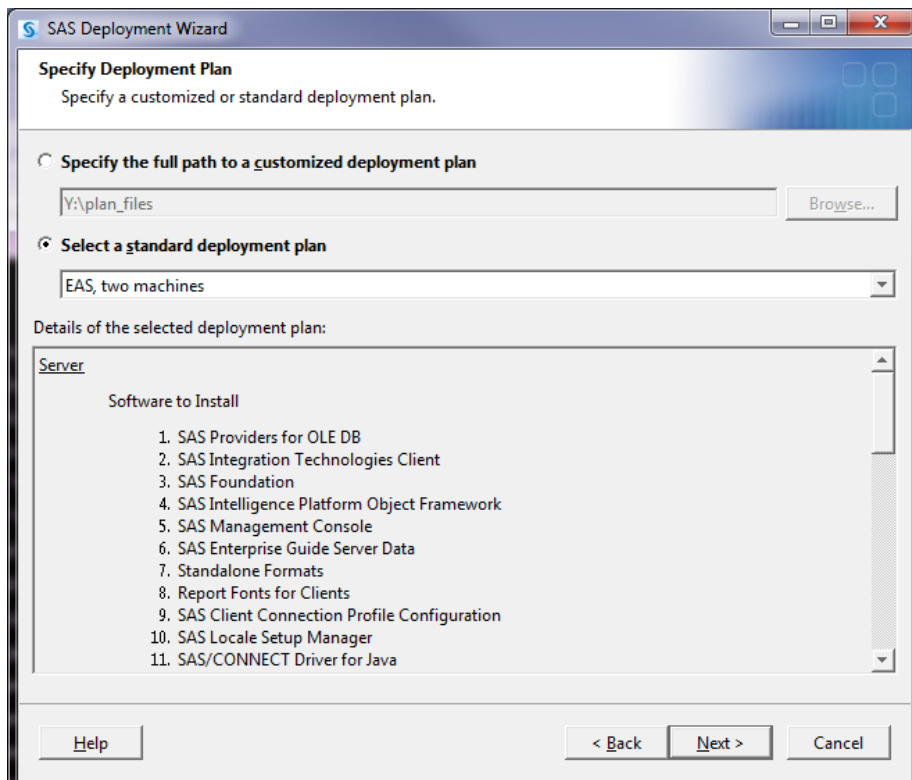 SAS Deployment Wizard
Specify Deployment Plan
Specify a customized or standard deployment plan.
Specify the full path to a customized deployment plan
Y:\plan_files
Browse...
Select a standard deployment plan
EAS, two machines
Details of the selected deployment plan:
Server
Software to Install
1. SAS Providers for OLE DB
2. SAS Integration Technologies Client
3. SAS Foundation
4. SAS Intelligence Platform Object Framework
5. SAS Management Console
6. SAS Enterprise Guide Server Data
7. Standalone Formats
8. Report Fonts for Clients
9. SAS Client Connection Profile Configuration
10. SAS Locale Setup Manager
11. SAS/CONNECT Driver for Java
Help
< Back
Next >
Cancel